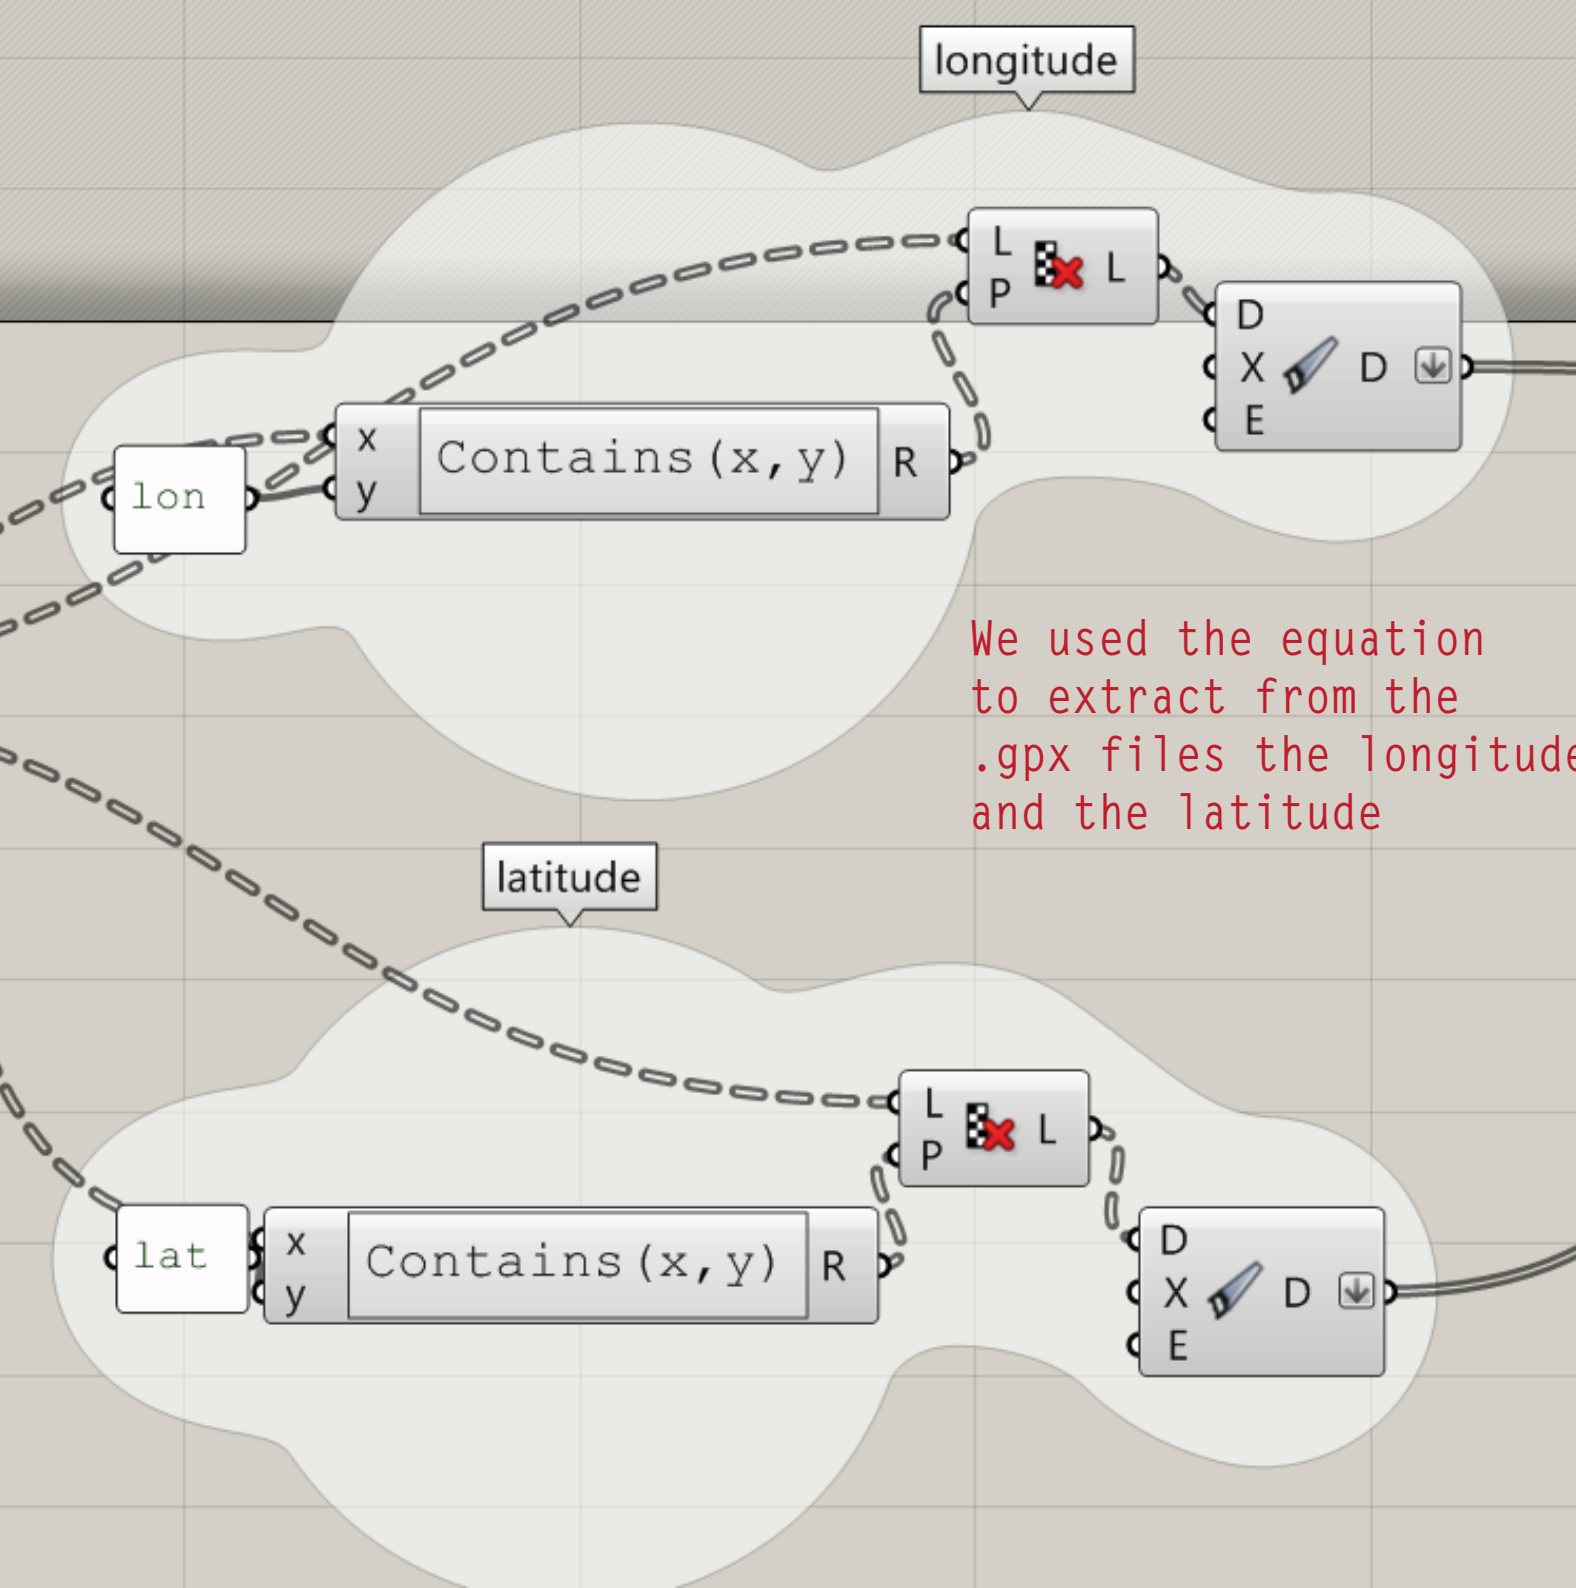 longitude
L
P
L
D
X
E
D
lon
x
y
Contains(x,y)
R
We used the equation
to extract from the
.gpx files the longitude
and the latitude
latitude
L
P
L
lat
x
y
Contains(x,y)
R
D
X
E
D